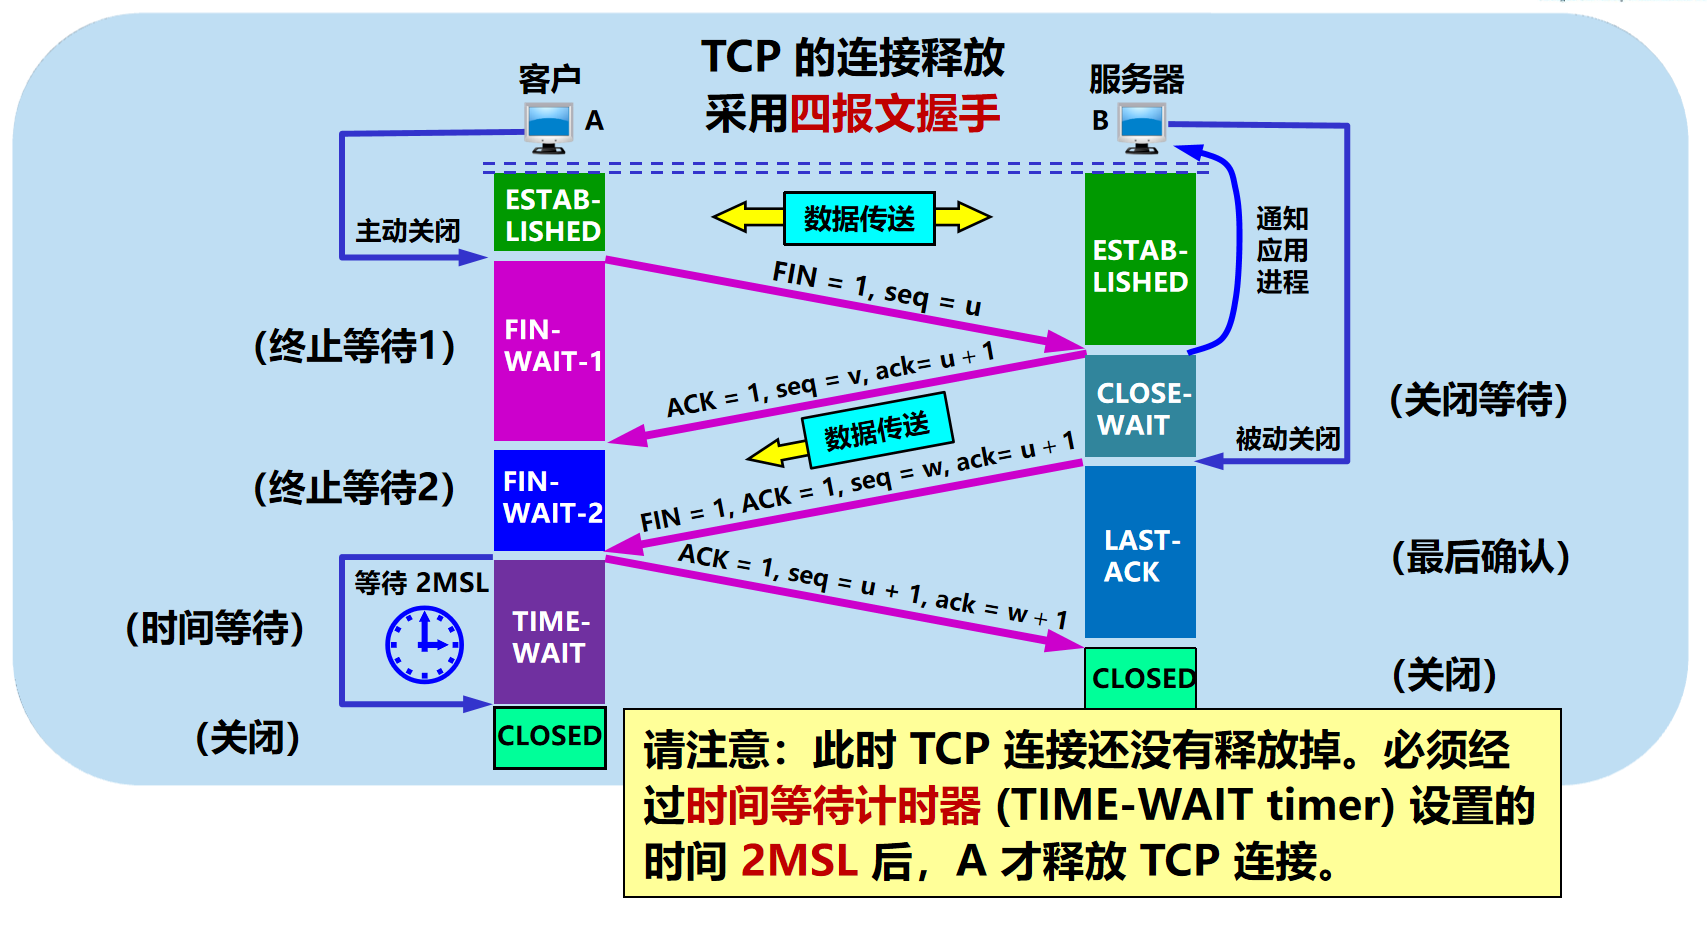 TCP 的连接释放
采用四报文握手
客户
A
服务器
B
ESTAB-
LISHED
数据传送
主动关闭
通知
应用
进程
ESTAB-
LISHED
FIN = 1, seq = u
(终止等待1)
FIN-
WAIT-1
ACK = 1, seq = v, ack= u + 1
CLOSE-
WAIT
(关闭等待)
数据传送
被动关闭
(终止等待2)
FIN-
WAIT-2
FIN = 1, ACK = 1, seq = w, ack= u + 1
LAST-
ACK
(最后确认)
ACK = 1, seq = u + 1, ack = w + 1
等待 2MSL
(时间等待)
TIME-
WAIT
CLOSED
(关闭)
(关闭)
CLOSED
请注意：此时 TCP 连接还没有释放掉。必须经
过时间等待计时器 (TIME-WAIT timer) 设置的
时间 2MSL 后，A 才释放 TCP 连接。